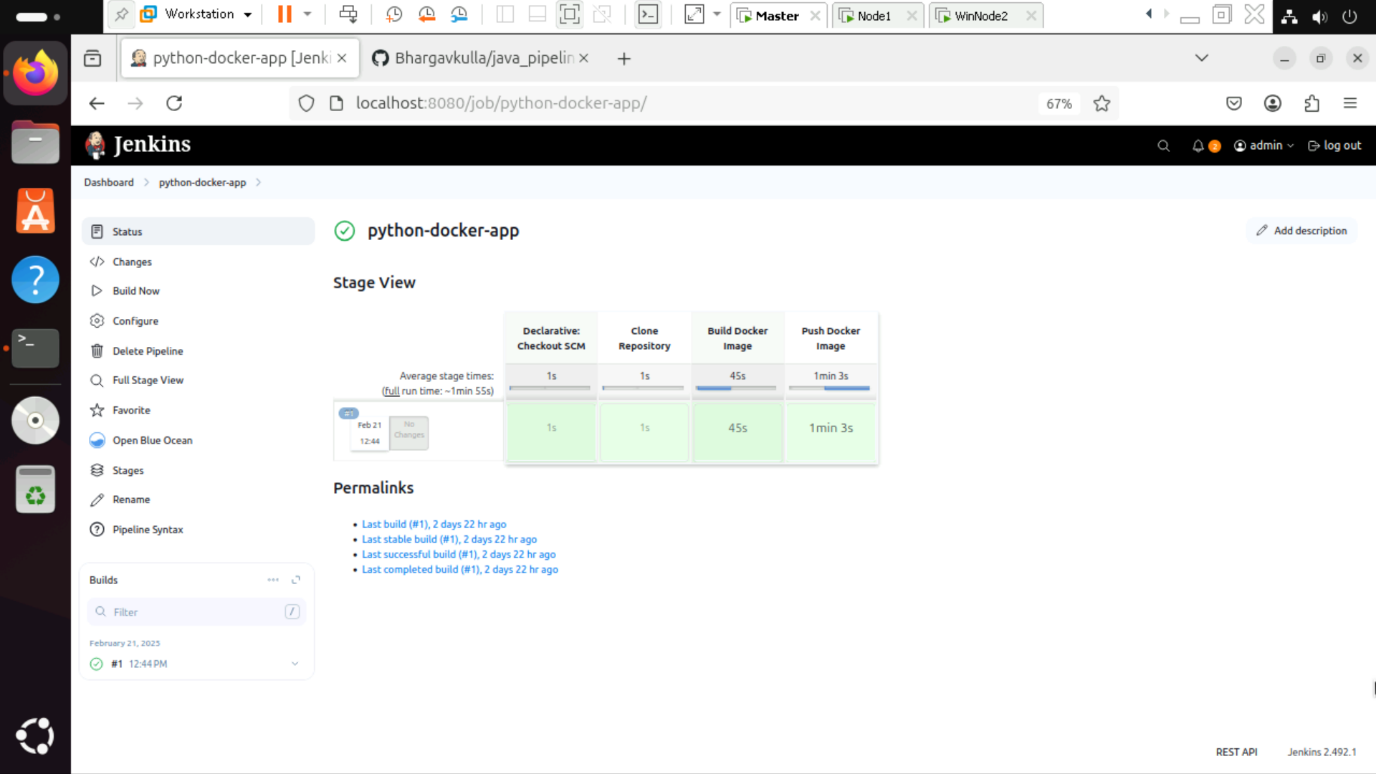 Workstation
Master
Node1
WinNode2
python-docker-app [Jenki
Bhargavkulla/java_pipelin
localhost:8080/job/python-docker-app/
67%
Jenkins
2
admin
log out
Dashboard
python-docker-app
Status
Changes
Build Now
Configure
Delete Pipeline
Full Stage View
Favorite
Open Blue Ocean
Stages
Rename
Pipeline Syntax
Builds
Filter
/
February 21, 2025
#1 12:44 PM
python-docker-app
Add description
Stage View
Declarative: Checkout SCM
Clone Repository
Build Docker Image
Push Docker Image
Average stage times:
(full run time: ~1min 55s)
1s
1s
45s
1min 3s
#1
Feb 21
12:44
No Changes
1s
1s
45s
1min 3s
Permalinks
Last build (#1), 2 days 22 hr ago
Last stable build (#1), 2 days 22 hr ago
Last successful build (#1), 2 days 22 hr ago
Last completed build (#1), 2 days 22 hr ago
REST API
Jenkins 2.492.1